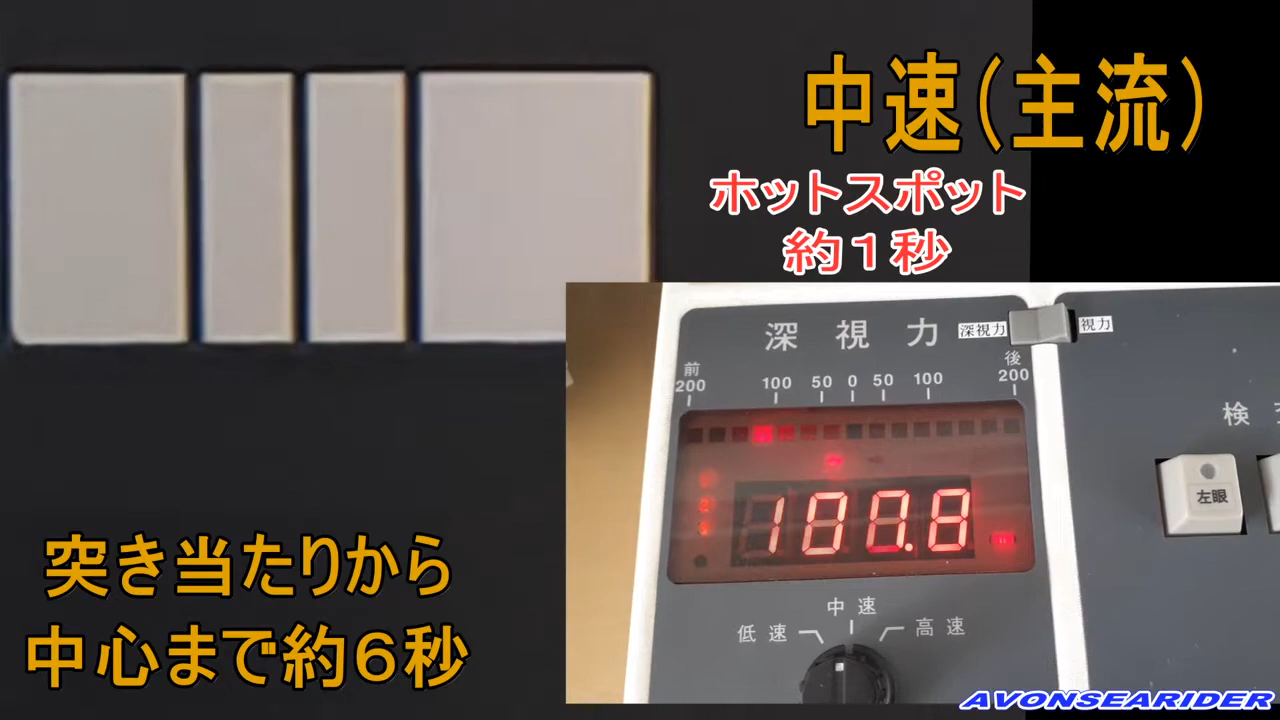 中速(主流)
ホットスポット
約1秒
深視力
深視力
視力
前
200 100 50 0 50 100
後
200
検
100.8
左眼
中速
低速
高速
突き当たりから
中心まで約6秒
AVONSEARIDER